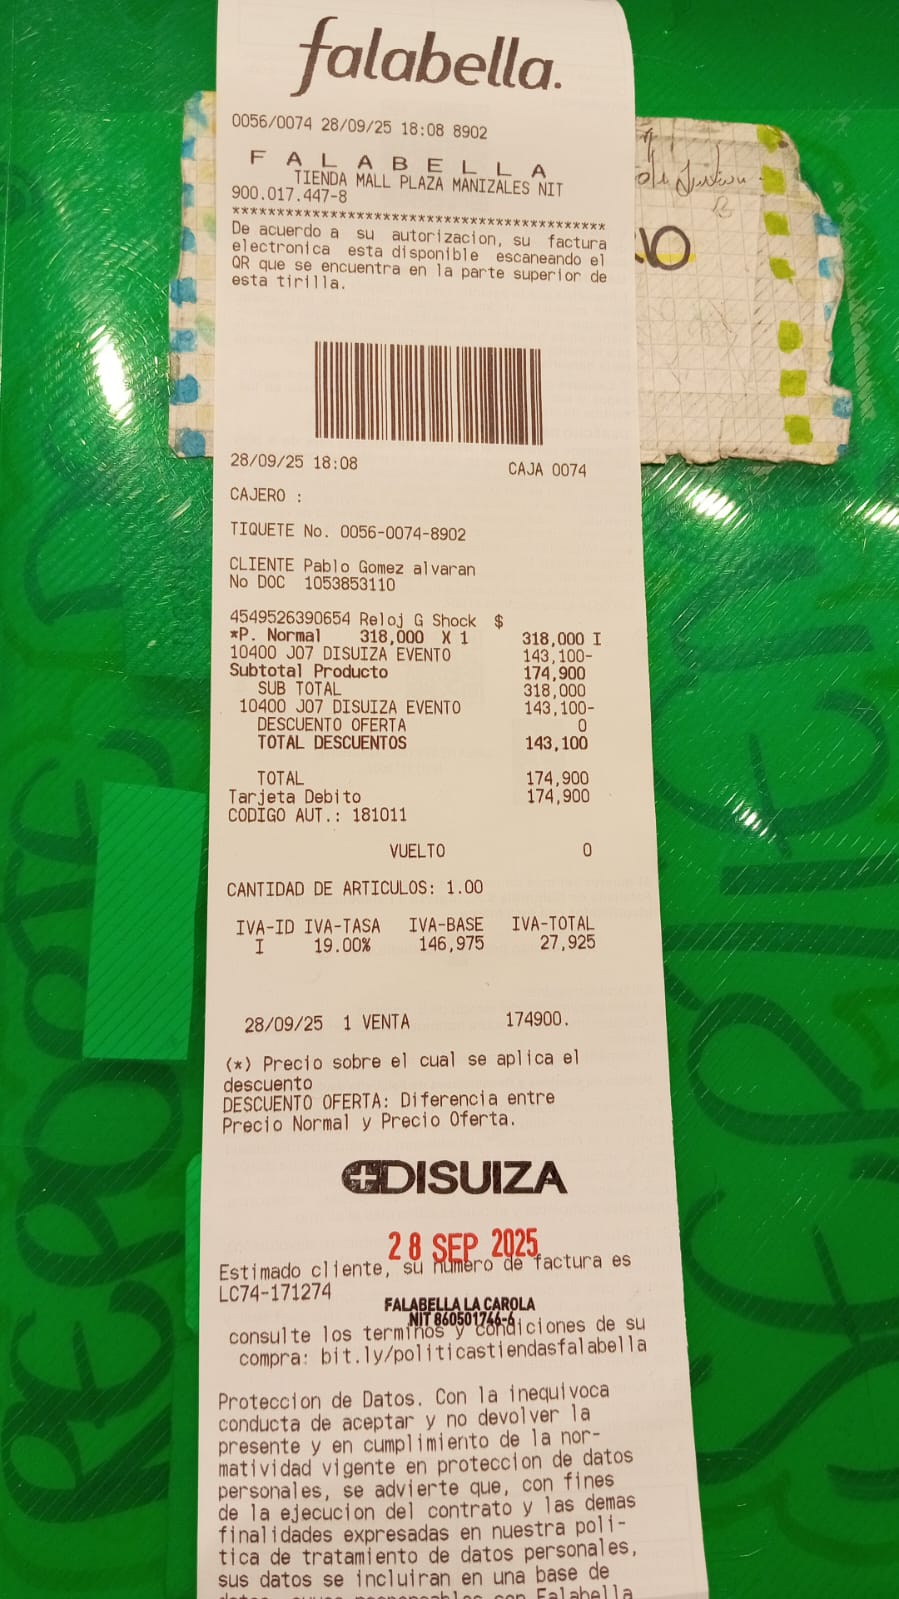 falabella.
0056/0074 28/09/25 18:08 8902
F A L A B E L L A
TIENDA MALL PLAZA MANIZALES NIT
900.017.447-8
******************************************
De acuerdo a su autorizacion, su factura
electronica esta disponible escaneando el
QR que se encuentra en la parte superior de
esta tirilla.
28/09/25 18:08 CAJA 0074
CAJERO :
TIQUETE No. 0056-0074-8902
CLIENTE Pablo Gomez alvaran
No DOC 1053853110
4549526390654 Reloj G Shock $
*P. Normal 318,000 X 1 318,000 I
10400 J07 DISUIZA EVENTO 143,100-
Subtotal Producto 174,900
SUB TOTAL 318,000
10400 J07 DISUIZA EVENTO 143,100-
DESCUENTO OFERTA 0
TOTAL DESCUENTOS 143,100
TOTAL 174,900
Tarjeta Debito 174,900
CODIGO AUT.: 181011
VUELTO 0
CANTIDAD DE ARTICULOS: 1.00
IVA-ID IVA-TASA IVA-BASE IVA-TOTAL
I 19.00% 146,975 27,925
28/09/25 1 VENTA 174900.
(*) Precio sobre el cual se aplica el
descuento
DESCUENTO OFERTA: Diferencia entre
Precio Normal y Precio Oferta.
DISUIZA
28 SEP 2025
Estimado cliente, su numero de factura es
LC74-171274
FALABELLA LA CAROLA
NIT 860501746-6
consulte los terminos y condiciones de su
compra: bit.ly/politicastiendasfalabella
Proteccion de Datos. Con la inequivoca
conducta de aceptar y no devolver la
presente y en cumplimiento de la nor-
matividad vigente en proteccion de datos
personales, se advierte que, con fines
de la ejecucion del contrato y las demas
finalidades expresadas en nuestra poli-
tica de tratamiento de datos personales,
sus datos se incluiran en una base de